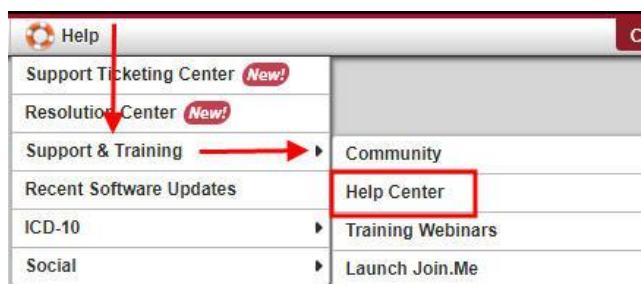 Help
C
Support Ticketing Center New!
Resolution Center New!
Support & Training
Recent Software Updates
ICD-10
Social
Community
Help Center
Training Webinars
Launch Join.Me